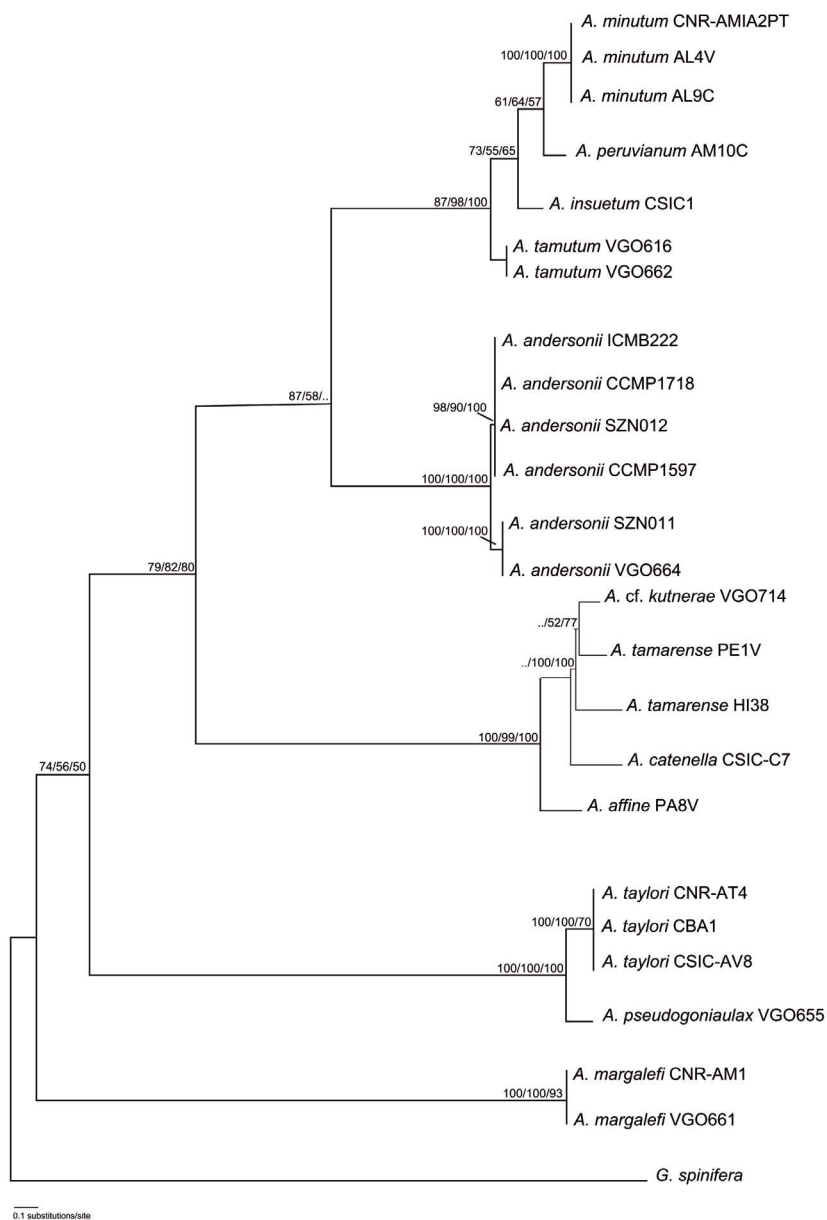 A. minutum CNR-AMIA2PT
100/100/100
A. minutum AL4V
A. minutum AL9C
61/64/57
73/55/65
A. peruvianum AM10C
87/98/100
A. insuetum CSIC1
A. tamutum VGO616
A. tamutum VGO662
A. andersonii ICMB222
A. andersonii CCMP1718
87/58/..
98/90/100
A. andersonii SZN012
A. andersonii CCMP1597
100/100/100
A. andersonii SZN011
100/100/100
A. andersonii VGO664
79/82/80
A. cf. kutnerae VGO714
../52/77
A. tamarense PE1V
../100/100
A. tamarense HI38
100/99/100
A. catenella CSIC-C7
74/56/50
A. affine PA8V
A. taylori CNR-AT4
100/100/70
A. taylori CBA1
A. taylori CSIC-AV8
100/100/100
A. pseudogoniaulax VGO655
A. margalefi CNR-AM1
100/100/93
A. margalefi VGO661
G. spinifera
0.1 substitutions/site